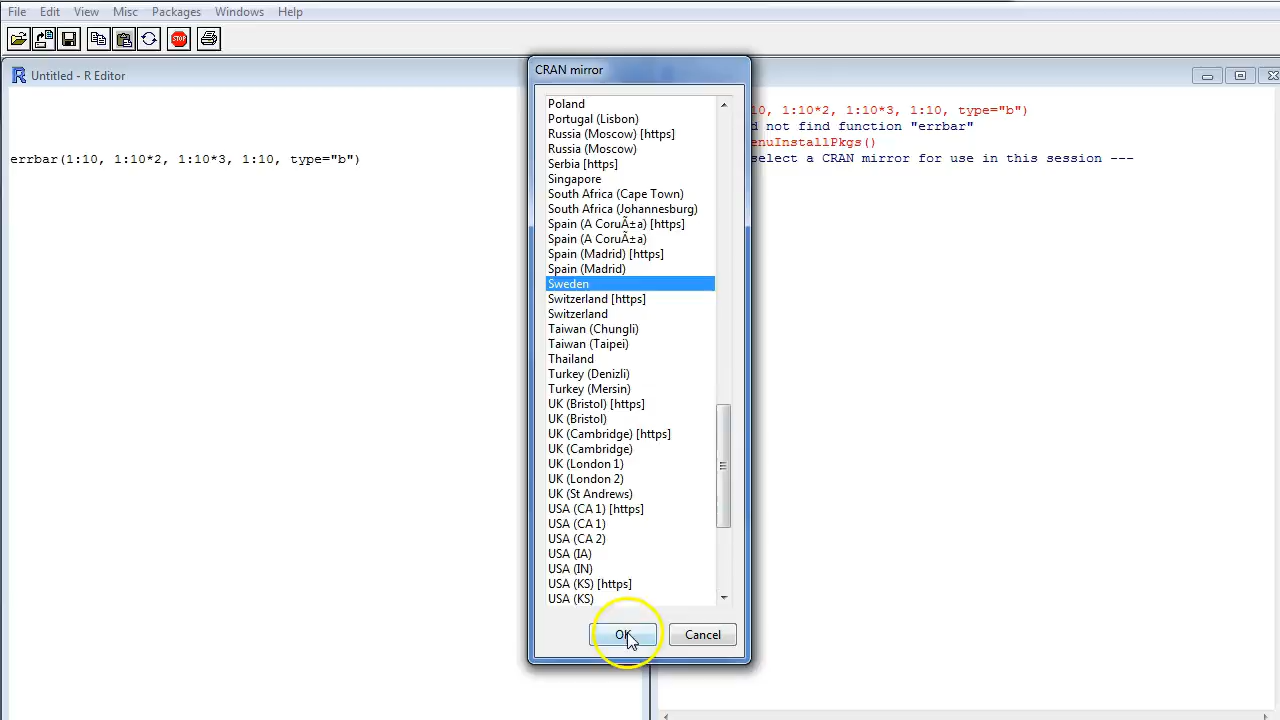 File Edit View Misc Packages Windows Help
STOP
Untitled - R Editor
errbar(1:10, 1:10*2, 1:10*3, 1:10, type="b")
CRAN mirror
Poland
Portugal (Lisbon)
Russia (Moscow) [https]
Russia (Moscow)
Serbia [https]
Singapore
South Africa (Cape Town)
South Africa (Johannesburg)
Spain (A CoruÃ±a) [https]
Spain (A CoruÃ±a)
Spain (Madrid) [https]
Spain (Madrid)
Sweden
Switzerland [https]
Switzerland
Taiwan (Chungli)
Taiwan (Taipei)
Thailand
Turkey (Denizli)
Turkey (Mersin)
UK (Bristol) [https]
UK (Bristol)
UK (Cambridge) [https]
UK (Cambridge)
UK (London 1)
UK (London 2)
UK (St Andrews)
USA (CA 1) [https]
USA (CA 1)
USA (CA 2)
USA (IA)
USA (IN)
USA (KS) [https]
USA (KS)
OK Cancel
10, 1:10*2, 1:10*3, 1:10, type="b")
d not find function "errbar"
enuInstallPkgs()
select a CRAN mirror for use in this session ---